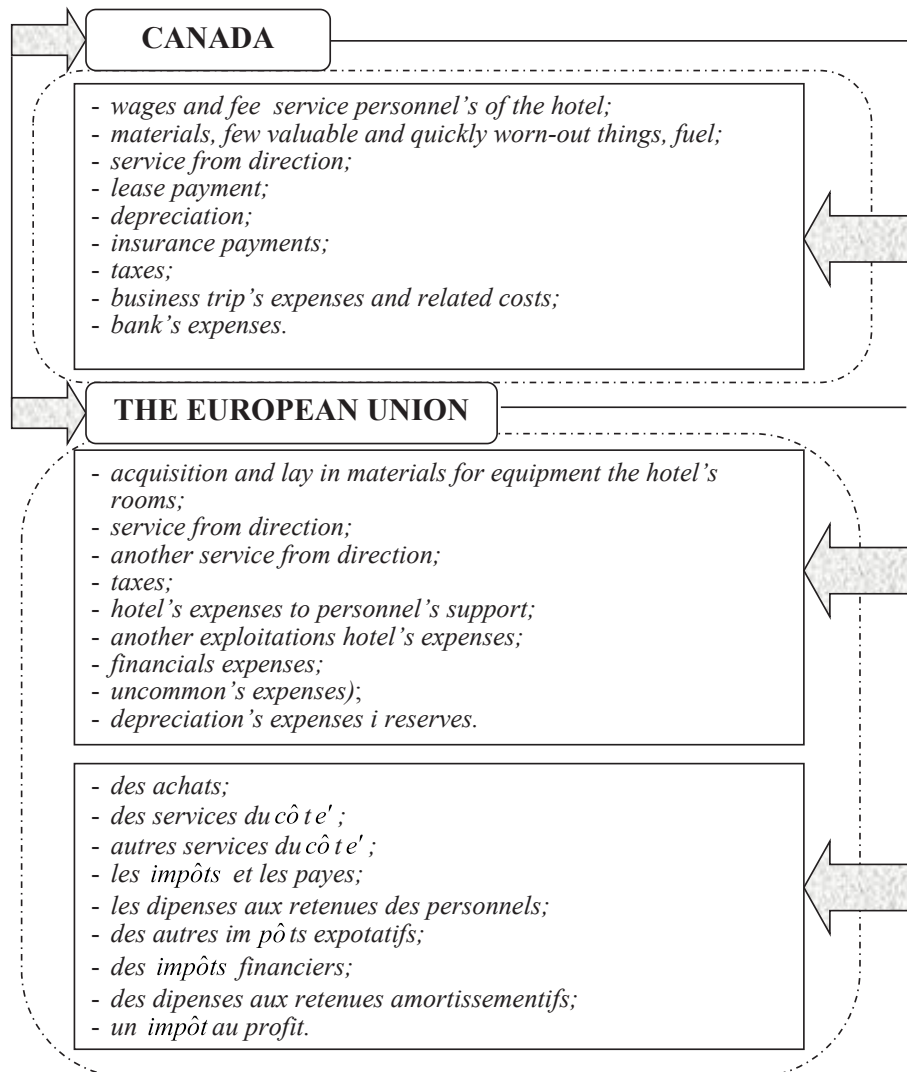 CANADA
- wages and fee service personnel’s of the hotel;
- materials, few valuable and quickly worn-out things, fuel;
- service from direction;
- lease payment;
- depreciation;
- insurance payments;
- taxes;
- business trip’s expenses and related costs;
- bank’s expenses.
THE EUROPEAN UNION
- acquisition and lay in materials for equipment the hotel’s
rooms;
- service from direction;
- another service from direction;
- taxes;
- hotel’s expenses to personnel’s support;
- another exploitations hotel’s expenses;
- financials expenses;
- uncommon’s expenses);
- depreciation’s expenses i reserves.
- des achats;
- des services du côte' ;
- autres services du côte' ;
- les impôts et les payes;
- les dipenses aux retenues des personnels;
- des autres im pôts expotatifs;
- des impôts financiers;
- des dipenses aux retenues amortissementifs;
- un impôt au profit.